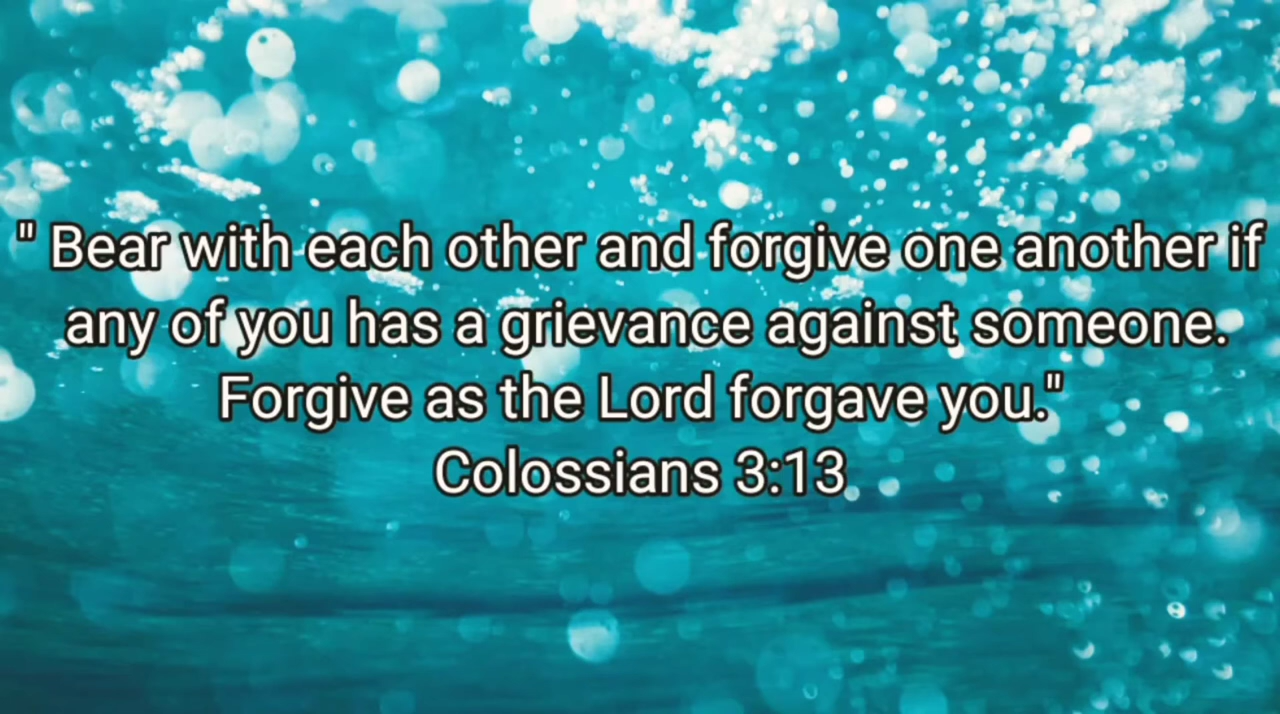 " Bear with each other and forgive one another if
any of you has a grievance against someone.
Forgive as the Lord forgave you."
Colossians 3:13